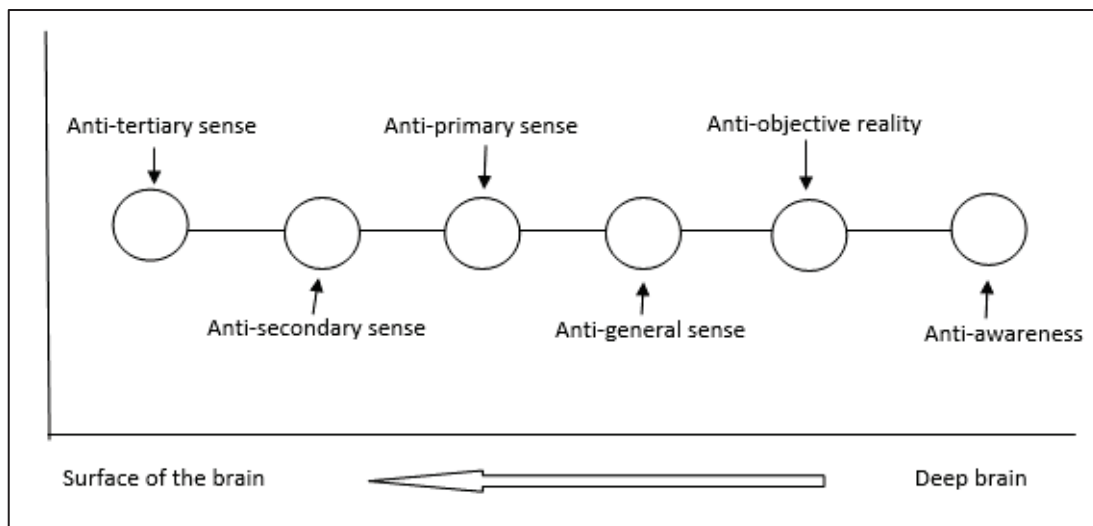 Anti-tertiary sense
Anti-primary sense
Anti-objective reality
Anti-secondary sense
Anti-general sense
Anti-awareness
Surface of the brain
Deep brain